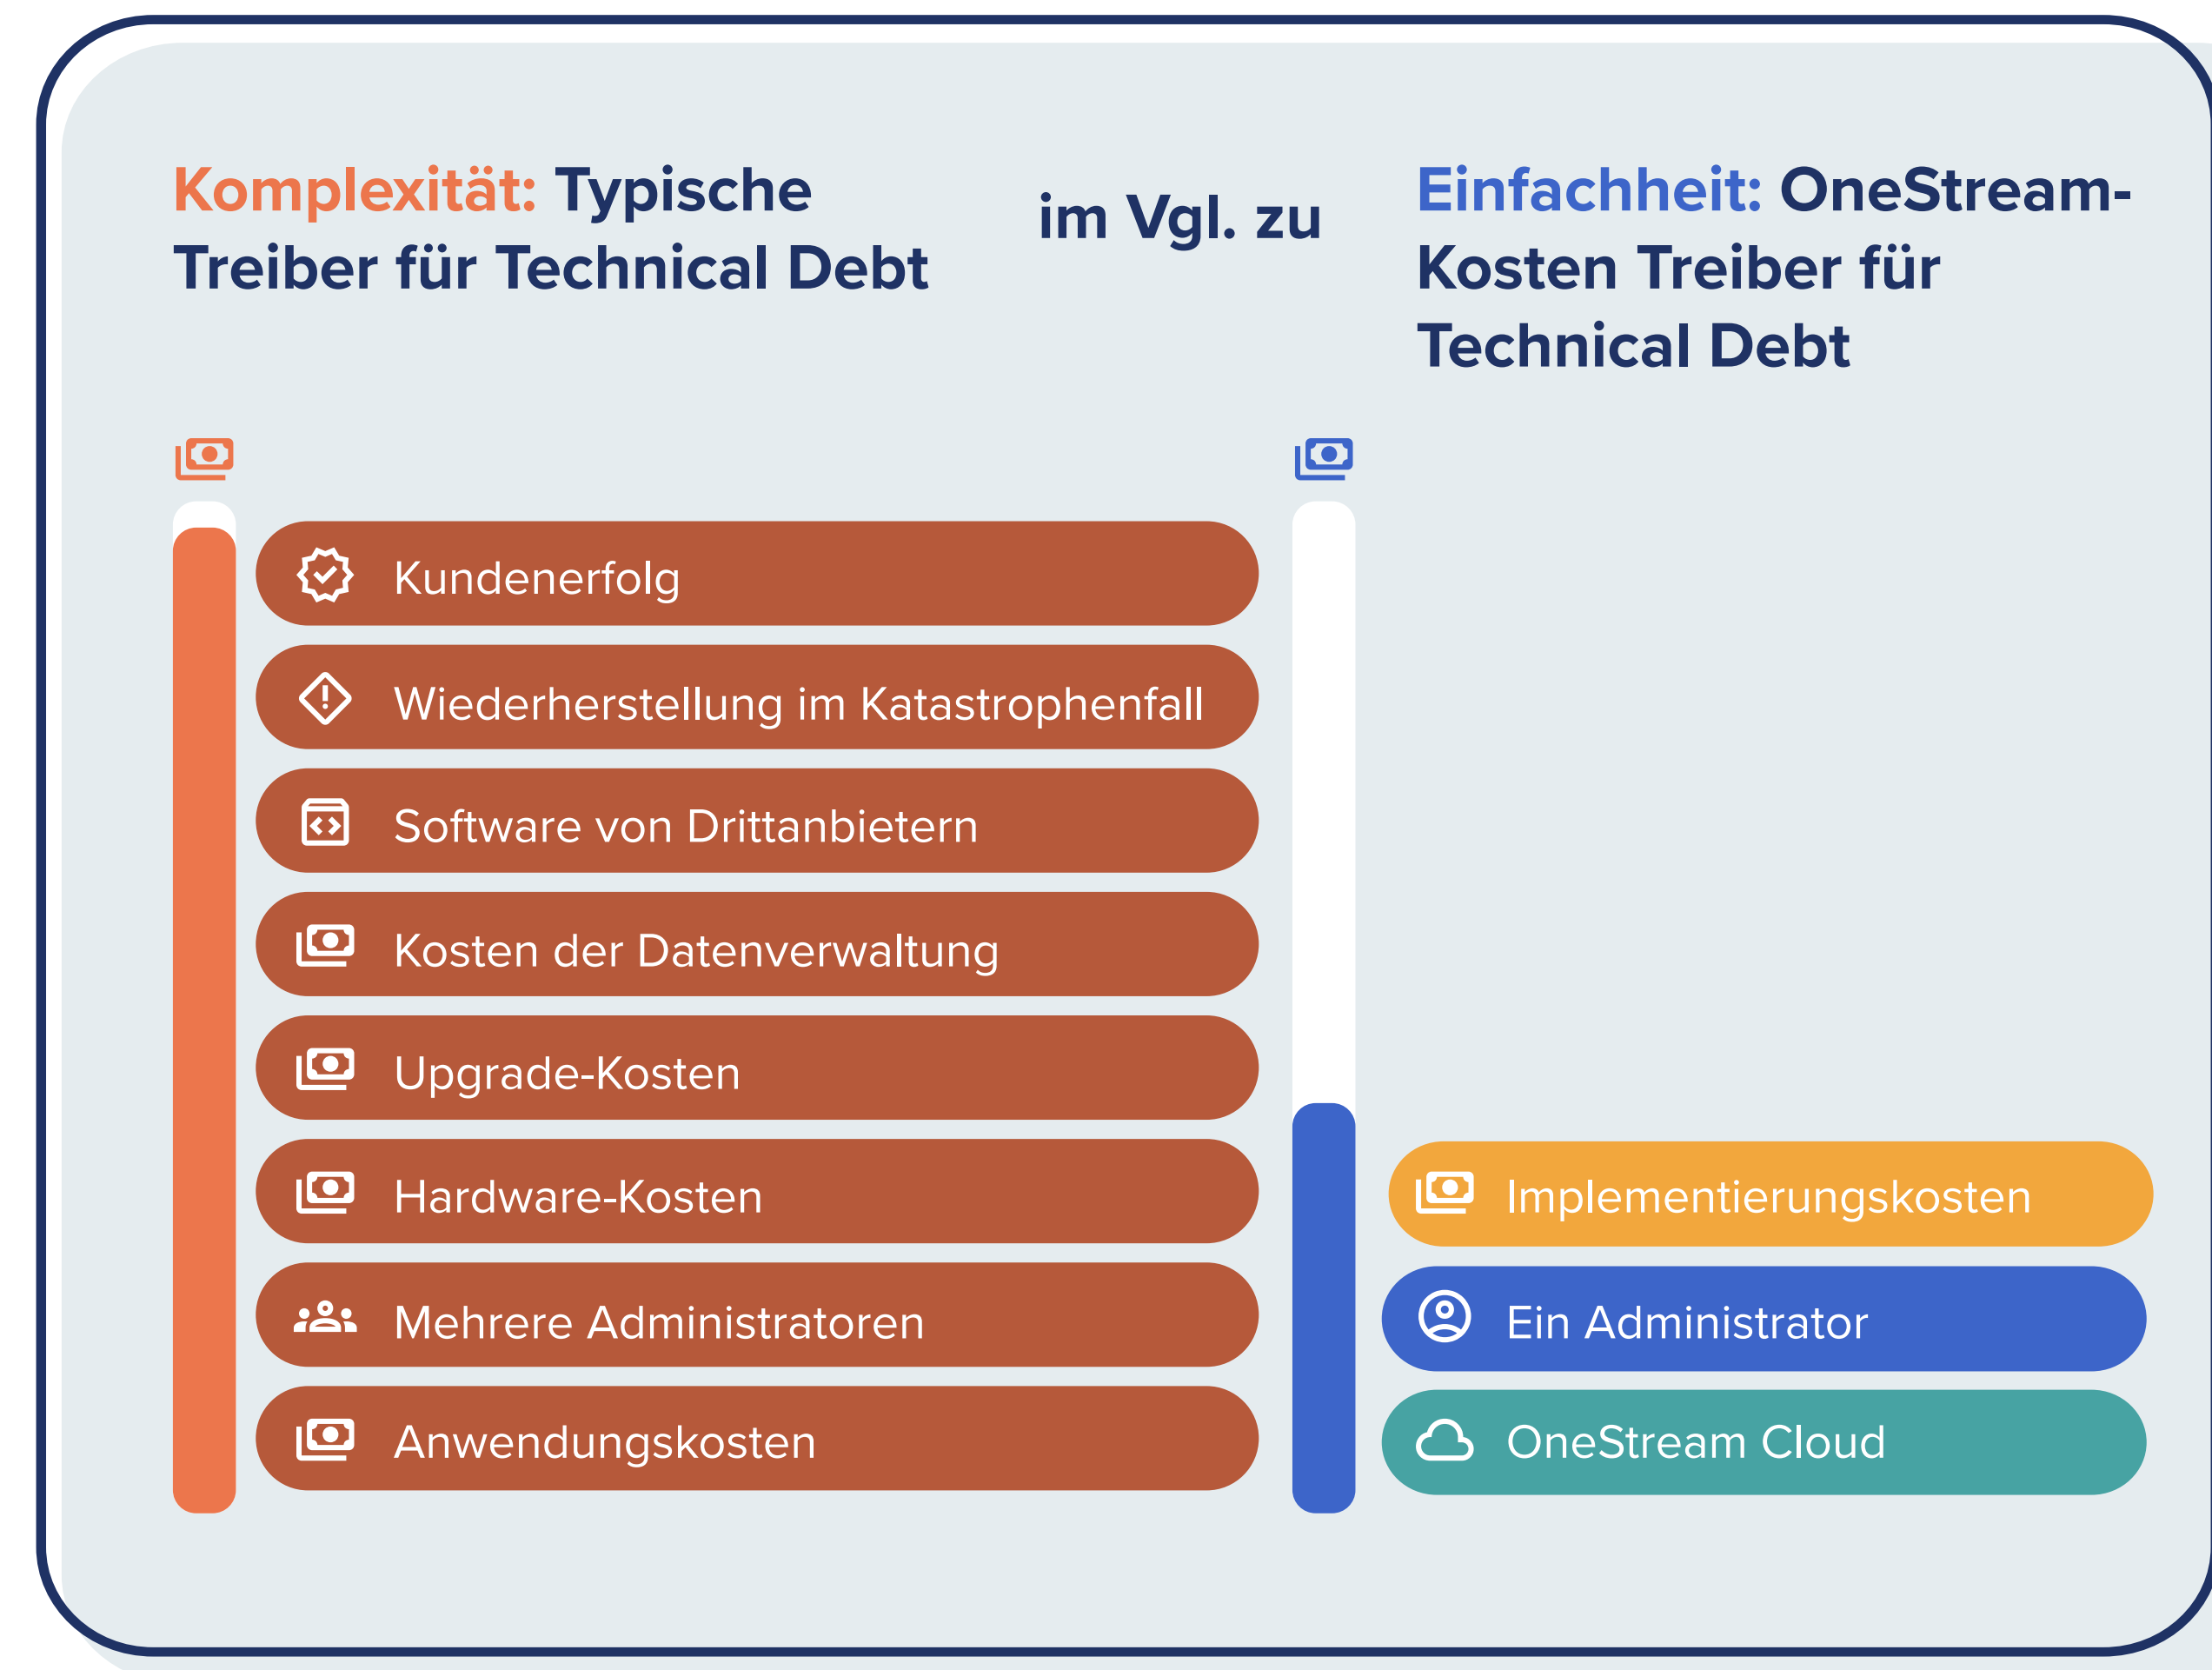 Komplexität: Typische
Treiber für Technical Debt
im Vgl. zu
Einfachheit: OneStream-
Kosten Treiber für
Technical Debt
Kundenerfolg
Wiederherstellung im Katastrophenfall
Software von Drittanbietern
Kosten der Datenverwaltung
Upgrade-Kosten
Hardware-Kosten
Mehrere Administratoren
Anwendungskosten
Implementierungskosten
Ein Administrator
OneStream Cloud